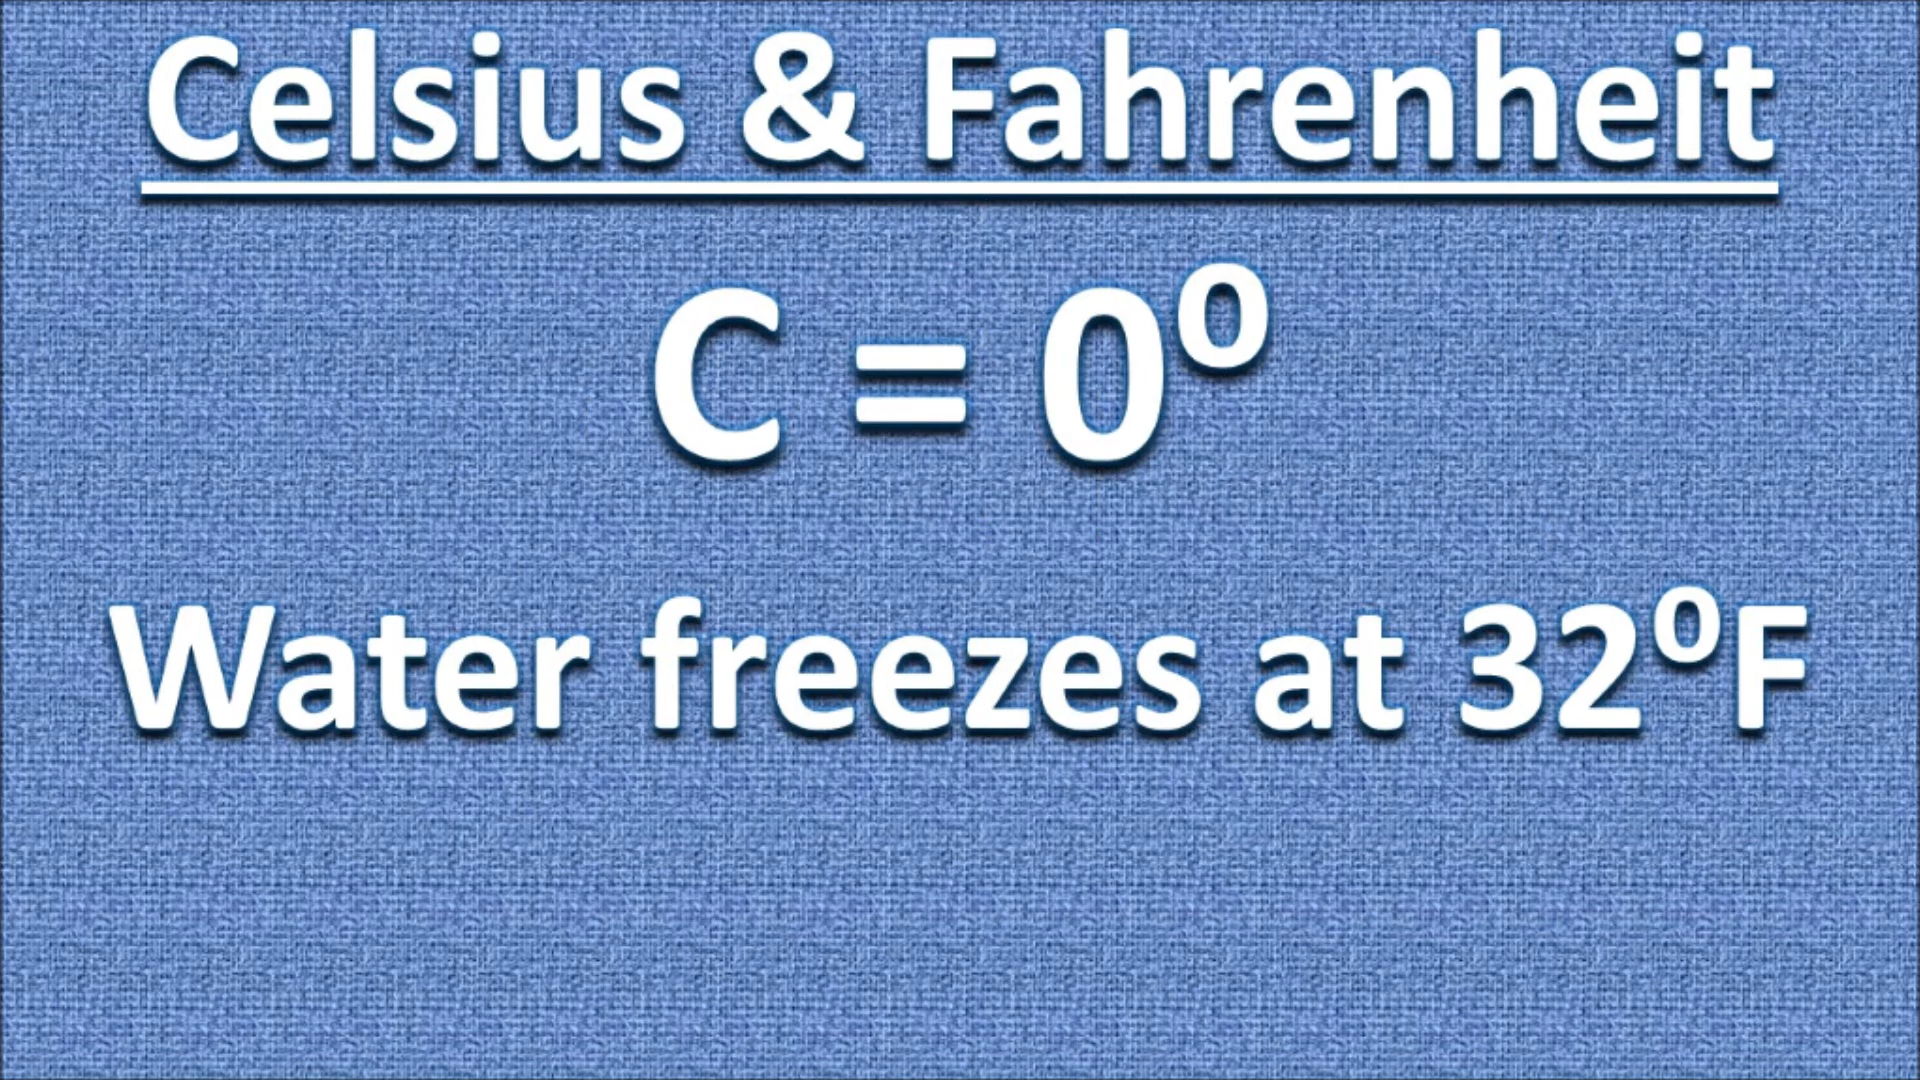 Celsius & Fahrenheit
C = 0º
Water freezes at 32ºF